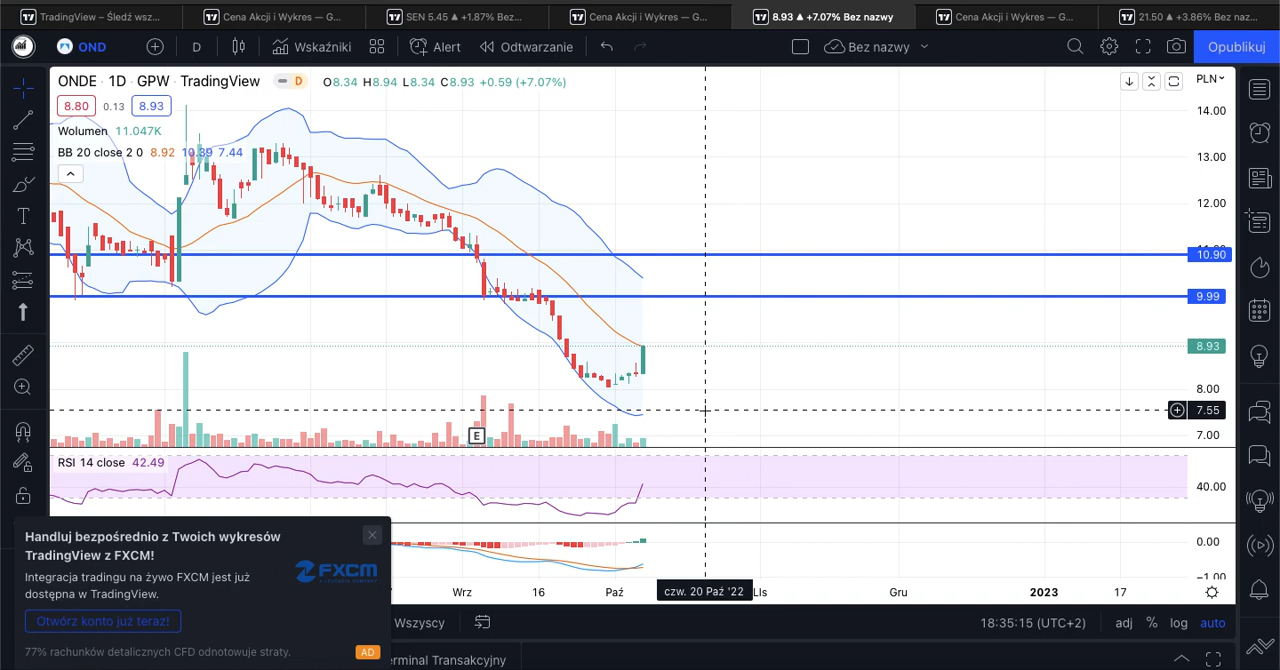 TradingView – Śledź wsz...
Cena Akcji i Wykres — G...
SEN 5.45 ▲ +1.87% Bez...
Cena Akcji i Wykres — G...
8.93 ▲ +7.07% Bez nazwy
Cena Akcji i Wykres — G...
21.50 ▲ +3.86% Bez naz...
OND
D
Wskaźniki
Alert
Odtwarzanie
Bez nazwy
Opublikuj
ONDE · 1D · GPW · TradingView
D
O8.34 H8.94 L8.34 C8.93 +0.59 (+7.07%)
PLN
8.80 0.13 8.93
Wolumen 11.047K
BB 20 close 2 0 8.92 10.39 7.44
14.00
13.00
12.00
10.90
9.99
8.93
8.00
7.55
7.00
E
RSI 14 close 42.49
40.00
0.00
−1.00
Wrz
16
Paź
czw. 20 Paź '22
Gru
2023
17
Handluj bezpośrednio z Twoich wykresów
TradingView z FXCM!
Integracja tradingu na żywo FXCM jest już
dostępna w TradingView.
FXCM
Otwórz konto już teraz!
77% rachunków detalicznych CFD odnotowuje straty.
AD
Wszyscy
18:35:15 (UTC+2)
adj
%
log
auto
Transakcyjny